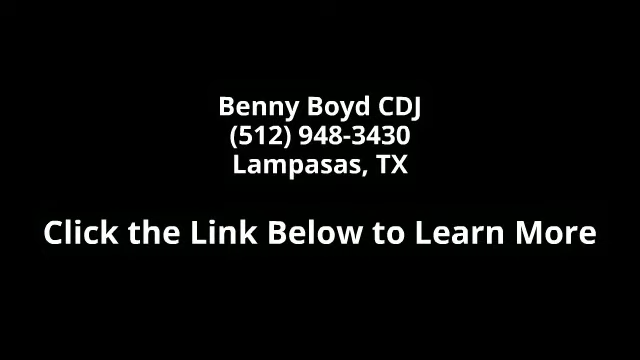 Benny Boyd CDJ
(512) 948-3430
Lampasas, TX
Click the Link Below to Learn More